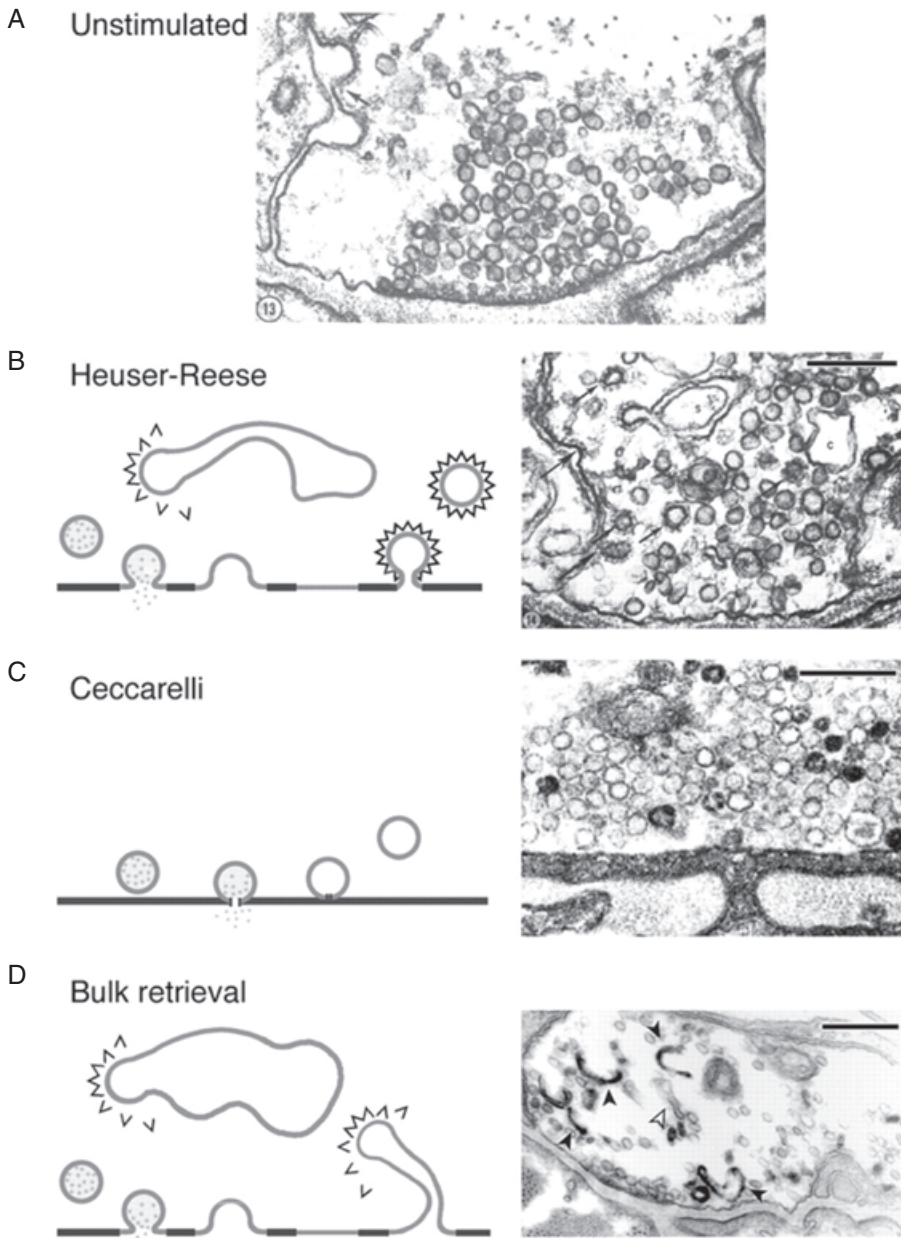 A
Unstimulated
13
B
Heuser-Reese
s
c
14
C
Ceccarelli
D
Bulk retrieval